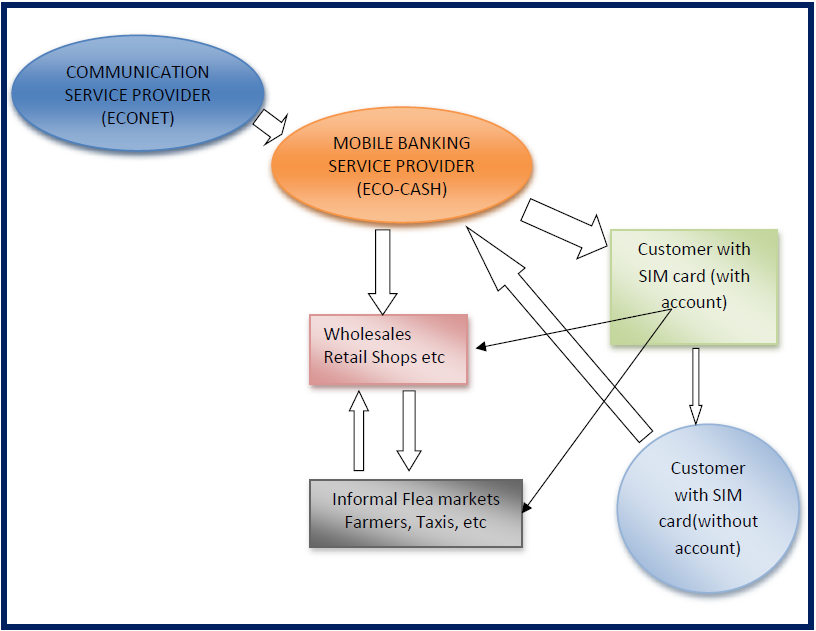 COMMUNICATION
SERVICE PROVIDER
(ECONET)
MOBILE BANKING
SERVICE PROVIDER
(ECO-CASH)
Customer with
SIM card (with
account)
Wholesales
Retail Shops etc
Informal Flea markets
Farmers, Taxis, etc
Customer
with SIM
card(without
account)